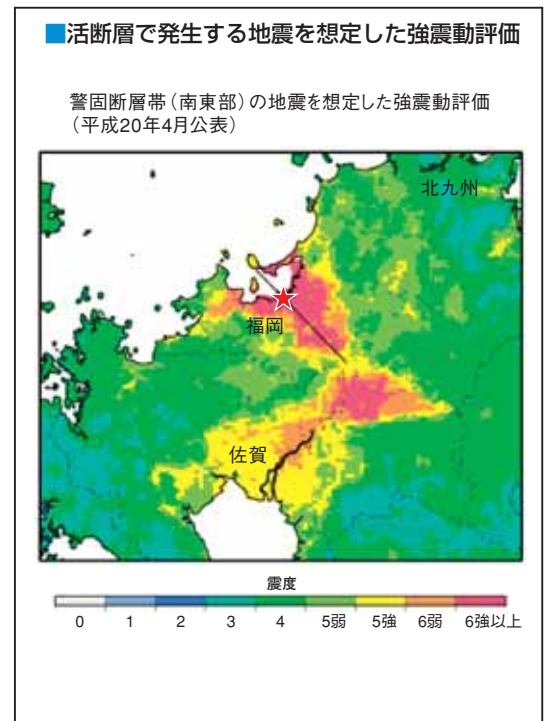 ■活断層で発生する地震を想定した強震動評価
警固断層帯（南東部）の地震を想定した強震動評価
（平成20年4月公表）
北九州
福岡
佐賀
震度
0 1 2 3 4 5弱 5強 6弱 6強以上